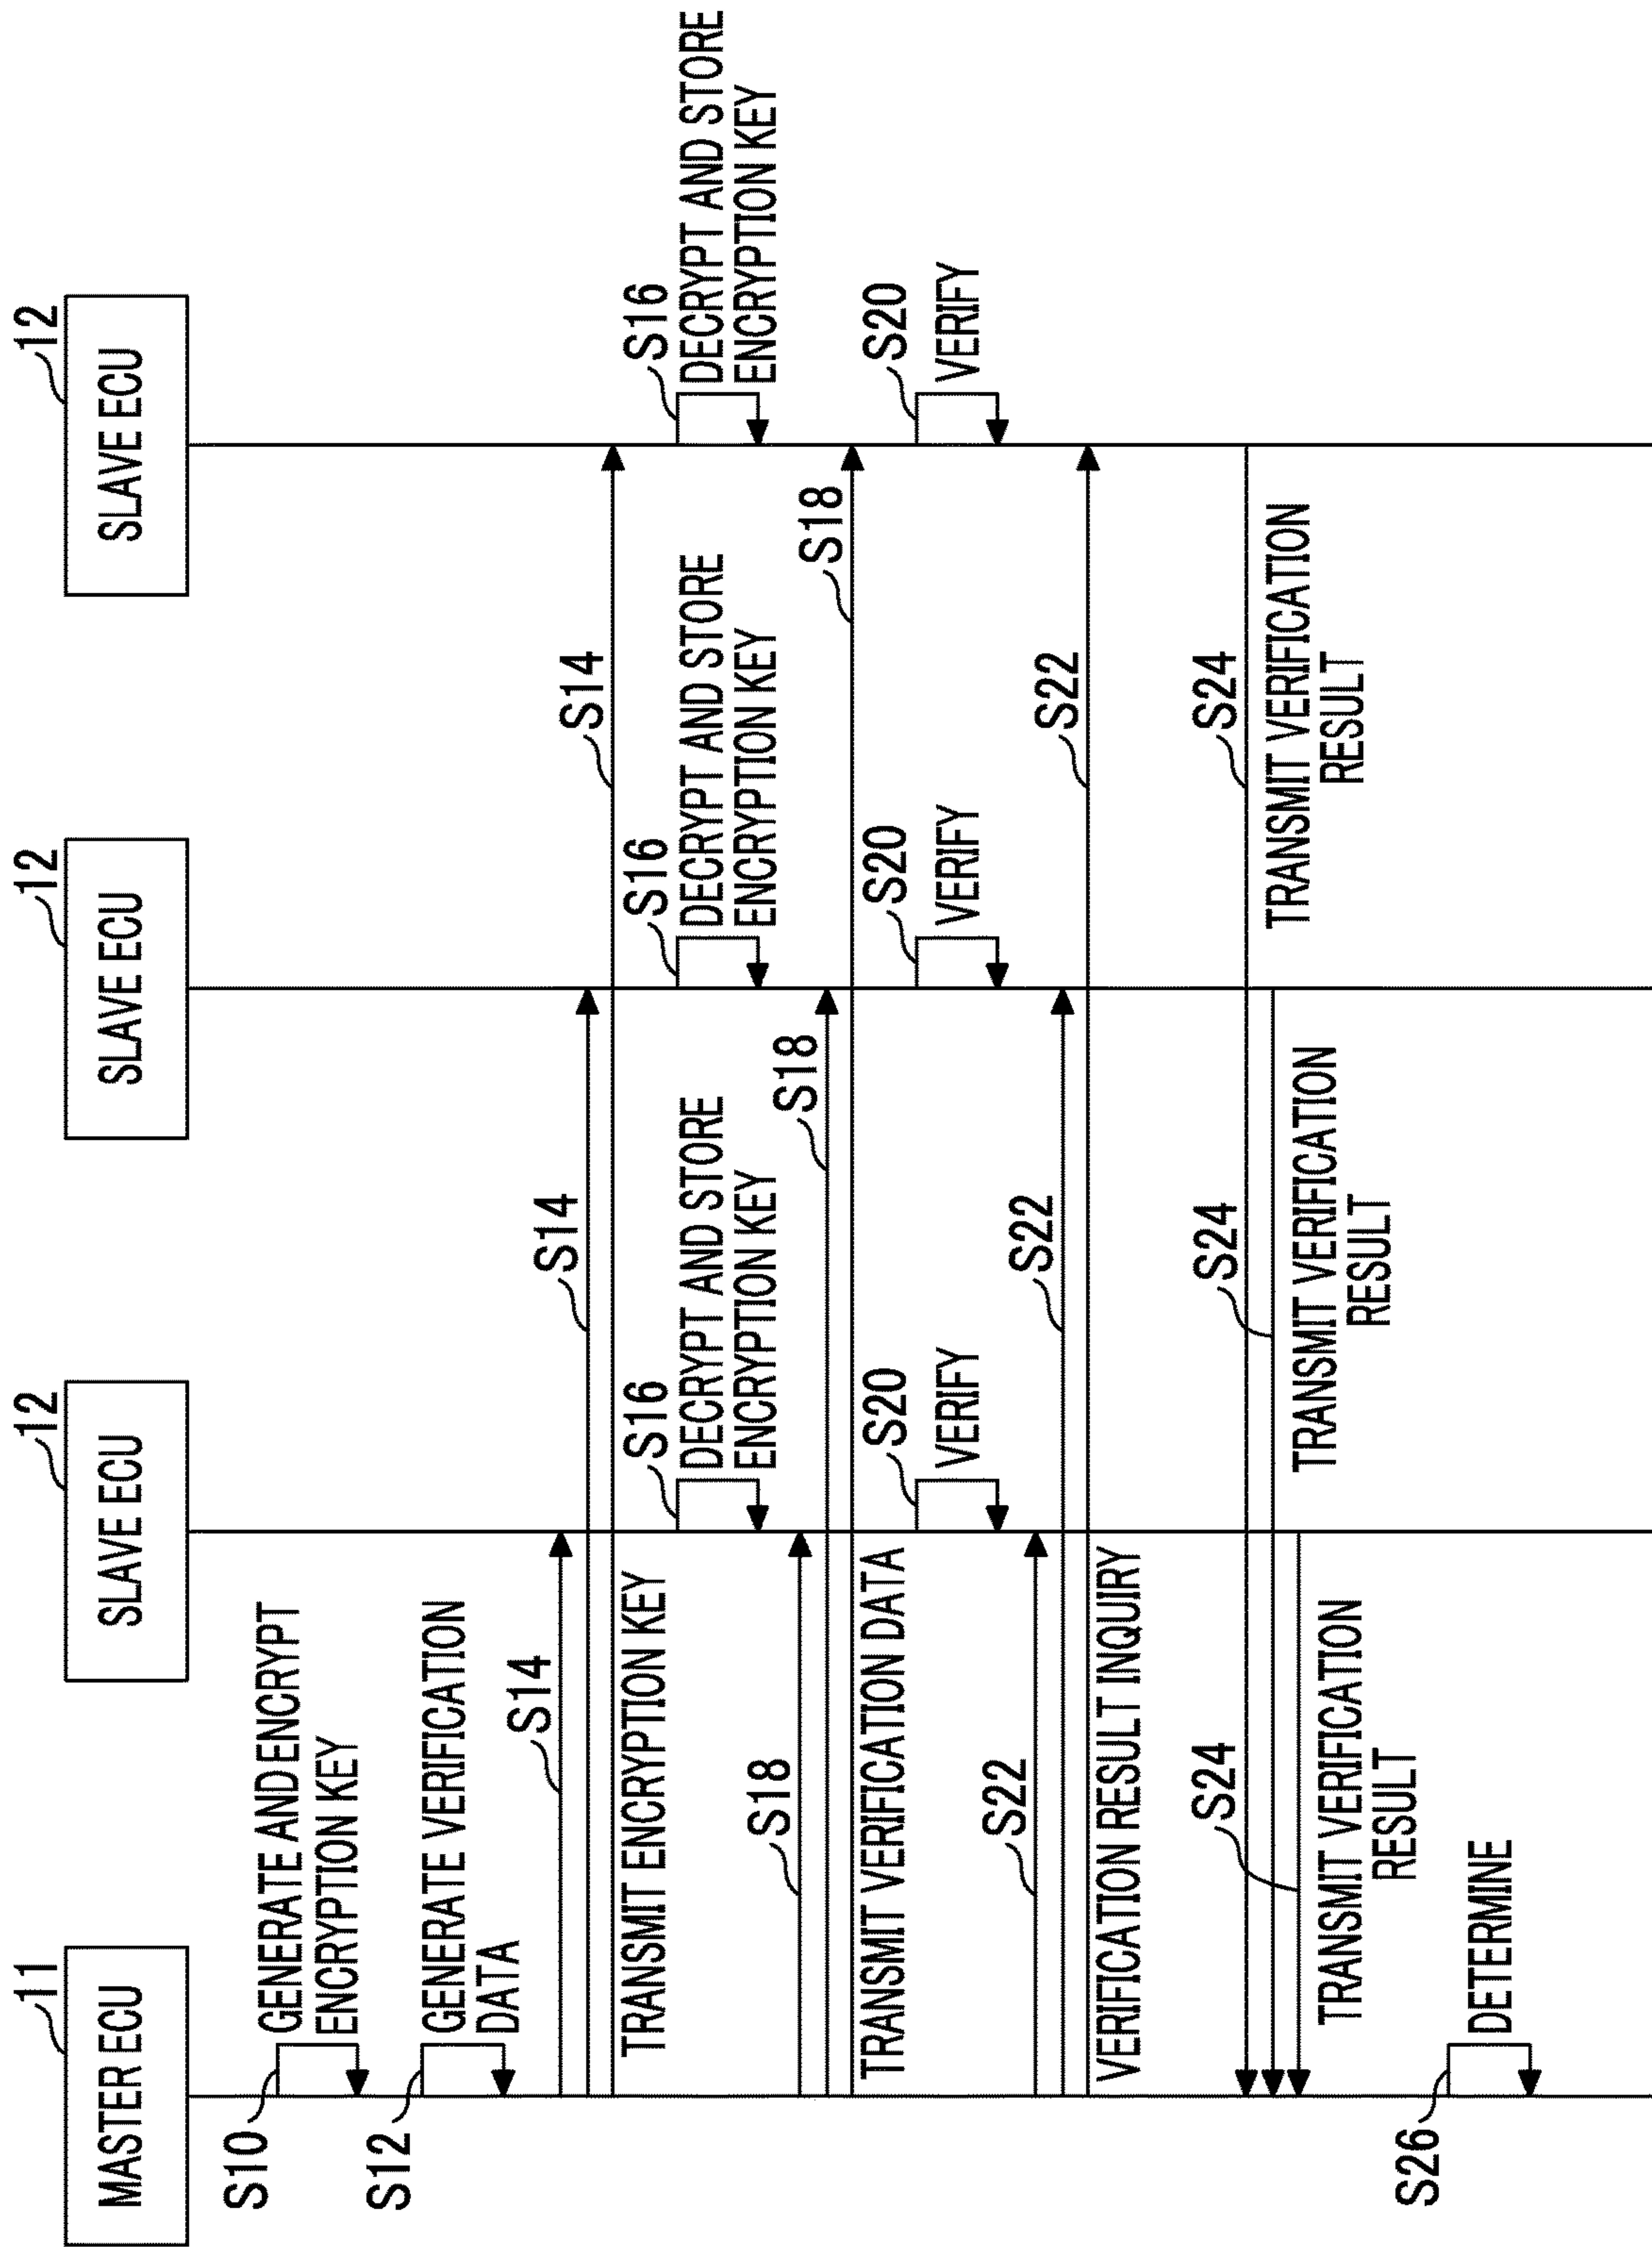 11
MASTER ECU
12
SLAVE ECU
12
SLAVE ECU
12
SLAVE ECU
S10
GENERATE AND ENCRYPT
ENCRYPTION KEY
S12
GENERATE VERIFICATION
DATA
S14
S14
S14
TRANSMIT ENCRYPTION KEY
S16
DECRYPT AND STORE
ENCRYPTION KEY
S16
DECRYPT AND STORE
ENCRYPTION KEY
S16
DECRYPT AND STORE
ENCRYPTION KEY
S18
S18
S18
TRANSMIT VERIFICATION DATA
S20
VERIFY
S20
VERIFY
S20
VERIFY
S22
S22
S22
VERIFICATION RESULT INQUIRY
S24
S24
S24
TRANSMIT VERIFICATION
RESULT
TRANSMIT VERIFICATION
RESULT
TRANSMIT VERIFICATION
RESULT
S26
DETERMINE